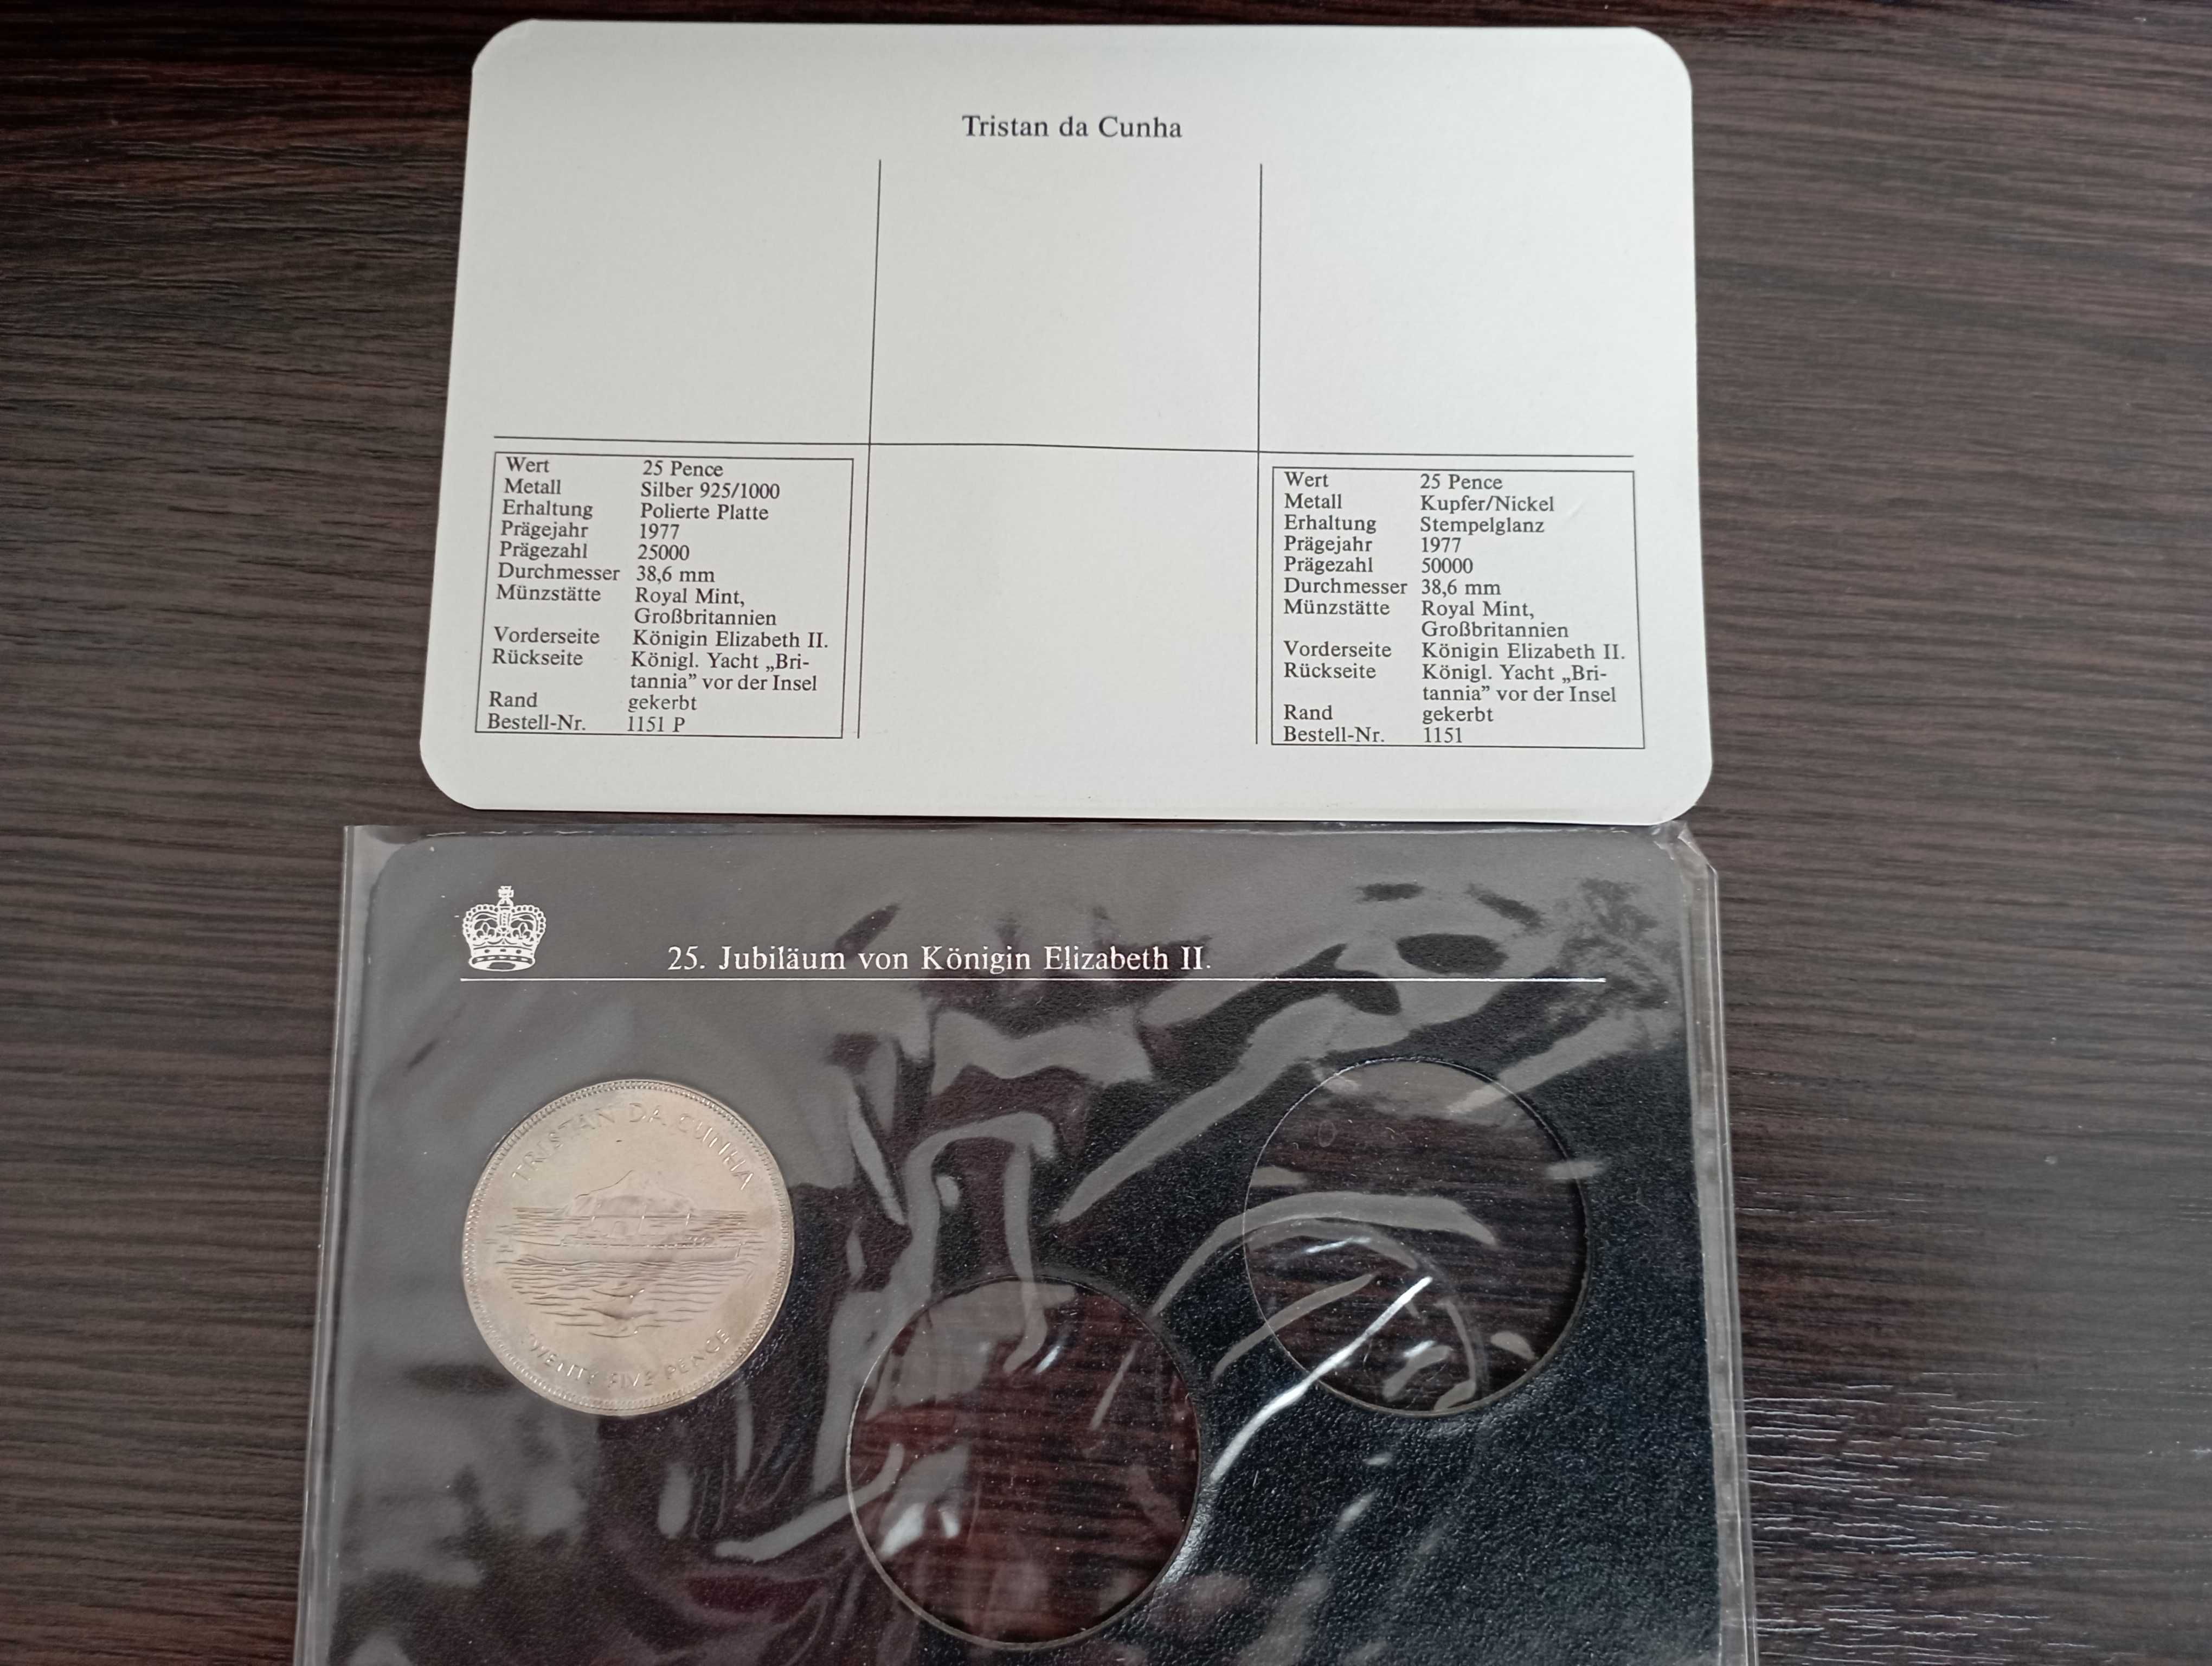 Tristan da Cunha
Wert 25 Pence
Metall Silber 925/1000
Erhaltung Polierte Platte
Prägejahr 1977
Prägezahl 25000
Durchmesser 38,6 mm
Münzstätte Royal Mint,
Großbritannien
Vorderseite Königin Elizabeth II.
Rückseite Königl. Yacht „Bri-
tannia” vor der Insel
Rand gekerbt
Bestell-Nr. 1151 P
Wert 25 Pence
Metall Kupfer/Nickel
Erhaltung Stempelglanz
Prägejahr 1977
Prägezahl 50000
Durchmesser 38,6 mm
Münzstätte Royal Mint,
Großbritannien
Vorderseite Königin Elizabeth II.
Rückseite Königl. Yacht „Bri-
tannia” vor der Insel
Rand gekerbt
Bestell-Nr. 1151
25. Jubiläum von Königin Elizabeth II.
TRISTAN DA CUNHA
TWENTY FIVE PENCE